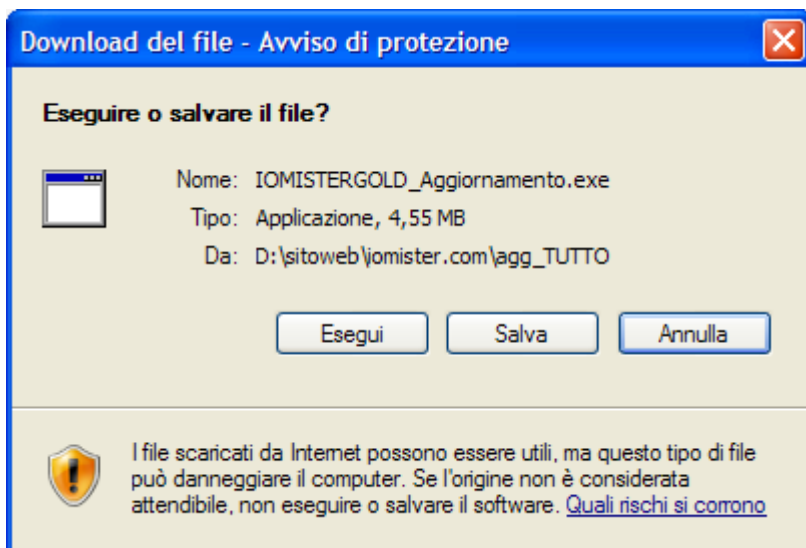 Download del file - Avviso di protezione
Eseguire o salvare il file?
Nome: IOMISTERGOLD_Aggiornamento.exe
Tipo: Applicazione, 4,55 MB
Da: D:\sitoweb\iomister.com\agg_TUTTO
Esegui Salva Annulla
I file scaricati da Internet possono essere utili, ma questo tipo di file
può danneggiare il computer. Se l'origine non è considerata
attendibile, non eseguire o salvare il software. Quali rischi si corrono